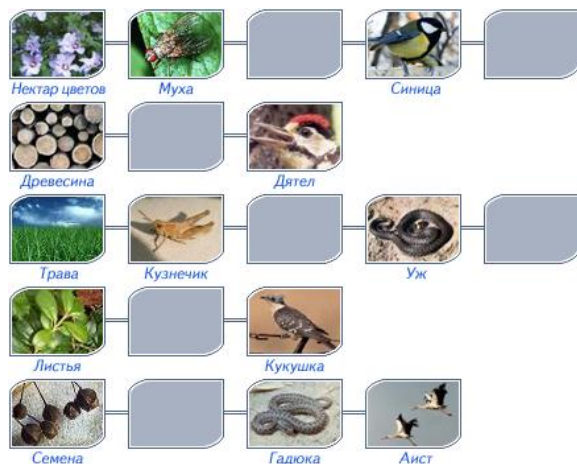 Нектар цветов Муха Синица
Древесина Дятел
Трава Кузнечик Уж
Листья Кукушка
Семена Гадюка Аист